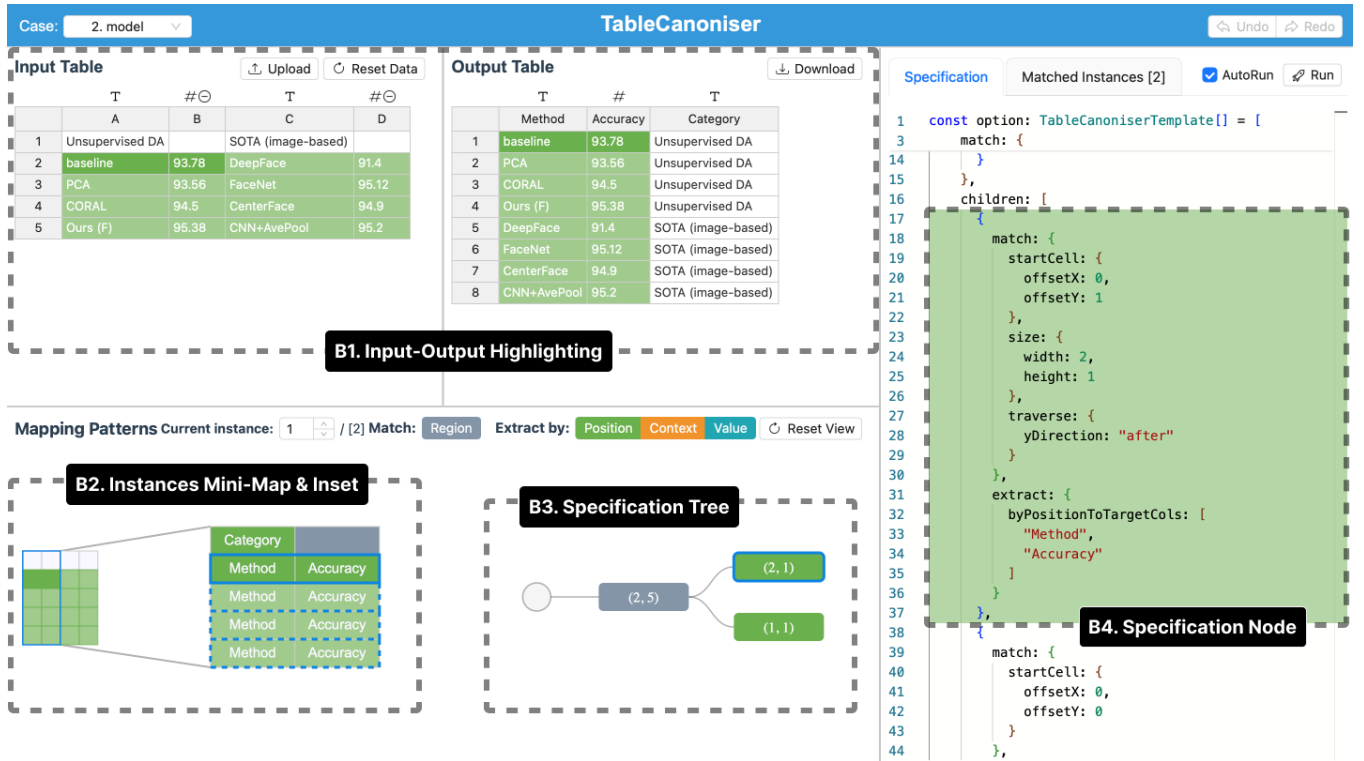 Case: 2. model TableCanoniser Undo Redo
Input Table Upload Reset Data
T # T #
A B C D
1 Unsupervised DA SOTA (image-based)
2 baseline 93.78 DeepFace 91.4
3 PCA 93.56 FaceNet 95.12
4 CORAL 94.5 CenterFace 94.9
5 Ours (F) 95.38 CNN+AvePool 95.2
Output Table Download
T # T
Method Accuracy Category
1 baseline 93.78 Unsupervised DA
2 PCA 93.56 Unsupervised DA
3 CORAL 94.5 Unsupervised DA
4 Ours (F) 95.38 Unsupervised DA
5 DeepFace 91.4 SOTA (image-based)
6 FaceNet 95.12 SOTA (image-based)
7 CenterFace 94.9 SOTA (image-based)
8 CNN+AvePool 95.2 SOTA (image-based)
B1. Input-Output Highlighting
Mapping Patterns Current instance: 1 / [2] Match: Region Extract by: Position Context Value Reset View
B2. Instances Mini-Map & Inset
Category
Method Accuracy
Method Accuracy
Method Accuracy
Method Accuracy
B3. Specification Tree
(2, 1)
(2, 5)
(1, 1)
Specification Matched Instances [2] AutoRun Run
1 const option: TableCanoniserTemplate[] = [
3 match: {
14 }
15 },
16 children: [
17 {
18 match: {
19 startCell: {
20 offsetX: 0,
21 offsetY: 1
22 },
23 size: {
24 width: 2,
25 height: 1
26 },
27 traverse: {
28 yDirection: "after"
29 }
30 },
31 extract: {
32 byPositionToTargetCols: [
33 "Method",
34 "Accuracy"
35 ]
36 }
37 },
38 {
39 match: {
40 startCell: {
41 offsetX: 0,
42 offsetY: 0
43 }
44 },
B4. Specification Node